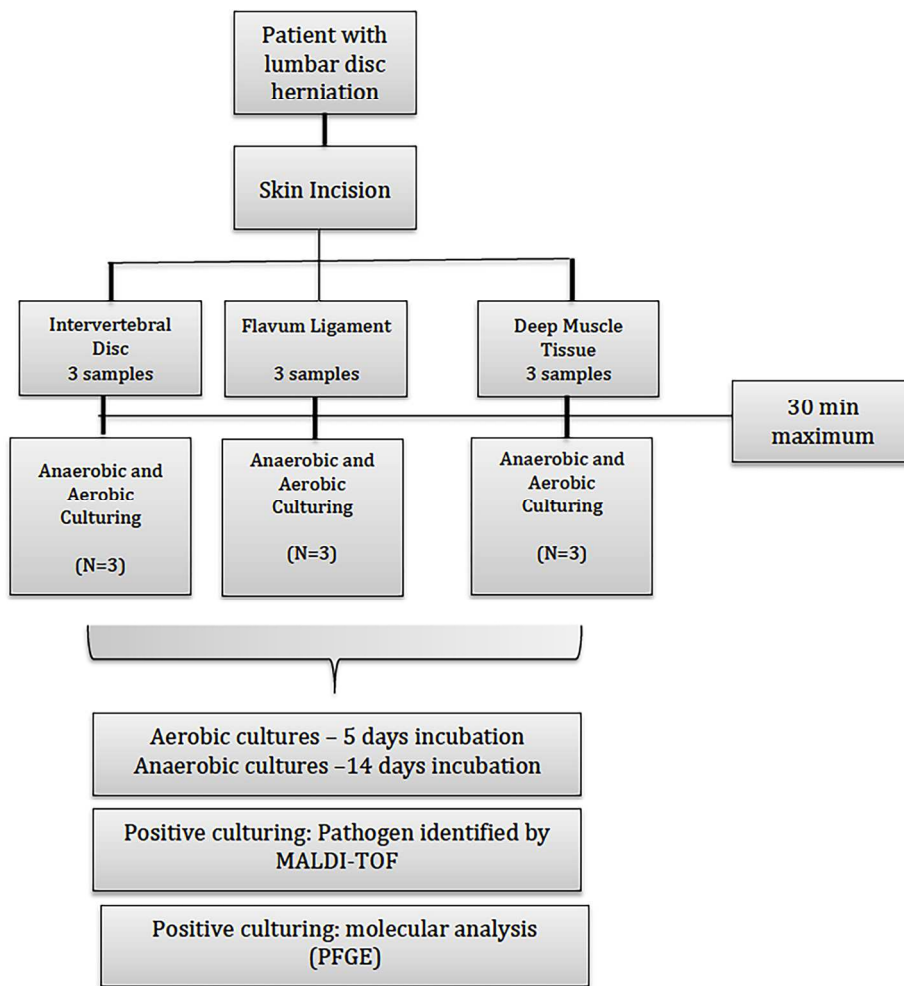 Patient with
lumbar disc
herniation
Skin Incision
Intervertebral
Disc
3 samples
Flavum Ligament
3 samples
Deep Muscle
Tissue
3 samples
30 min
maximum
Anaerobic and
Aerobic
Culturing
(N=3)
Anaerobic and
Aerobic
Culturing
(N=3)
Anaerobic and
Aerobic
Culturing
(N=3)
Aerobic cultures – 5 days incubation
Anaerobic cultures –14 days incubation
Positive culturing: Pathogen identified by
MALDI-TOF
Positive culturing: molecular analysis
(PFGE)